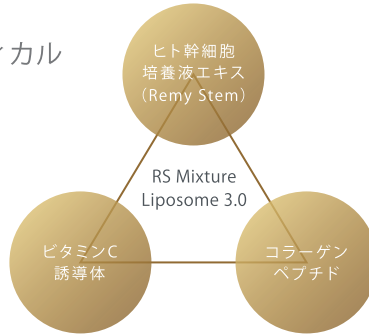 ィカル
ヒト幹細胞
培養液エキス
（Remy Stem）
RS Mixture
Liposome 3.0
ビタミンC
誘導体
コラーゲン
ペプチド